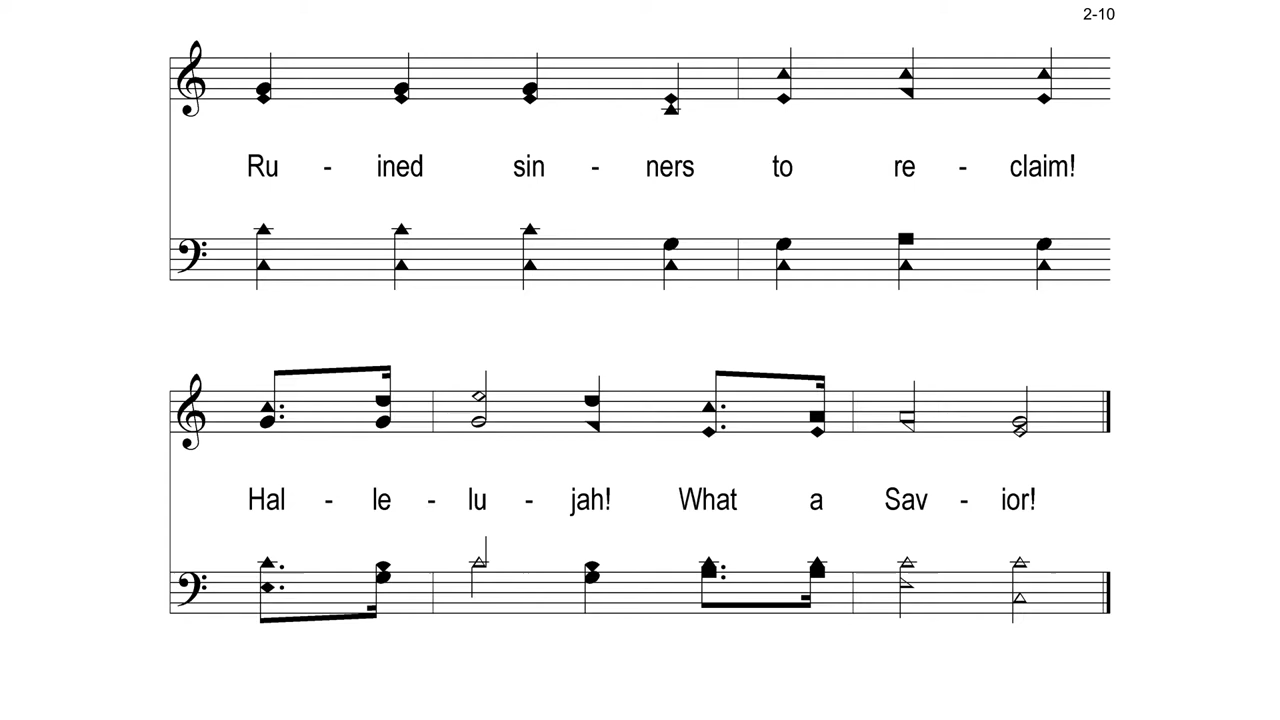 2-10
Ru - ined sin - ners to re - claim!
Hal - le - lu - jah! What a Sav - ior!